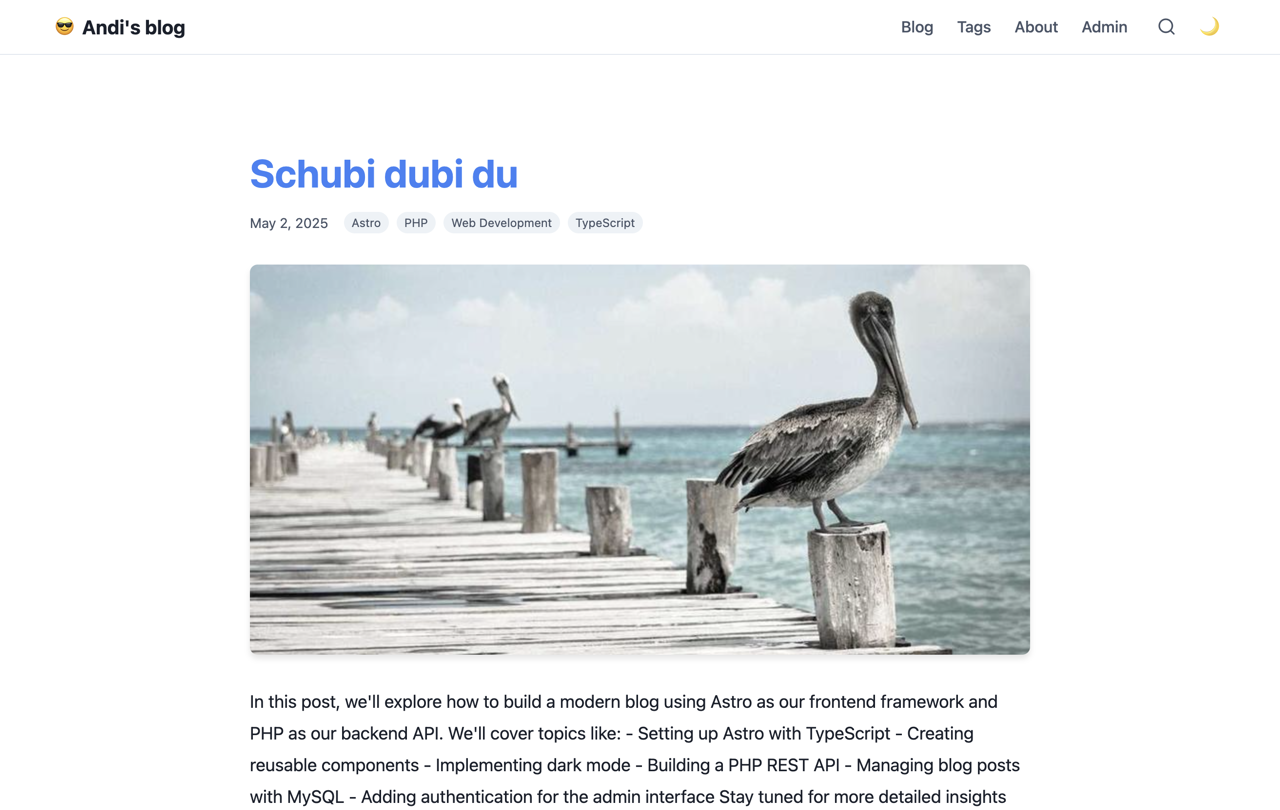 😎 Andi's blog
Blog Tags About Admin
Schubi dubi du
May 2, 2025 Astro PHP Web Development TypeScript
In this post, we'll explore how to build a modern blog using Astro as our frontend framework and
PHP as our backend API. We'll cover topics like: - Setting up Astro with TypeScript - Creating
reusable components - Implementing dark mode - Building a PHP REST API - Managing blog posts
with MySQL - Adding authentication for the admin interface Stay tuned for more detailed insights